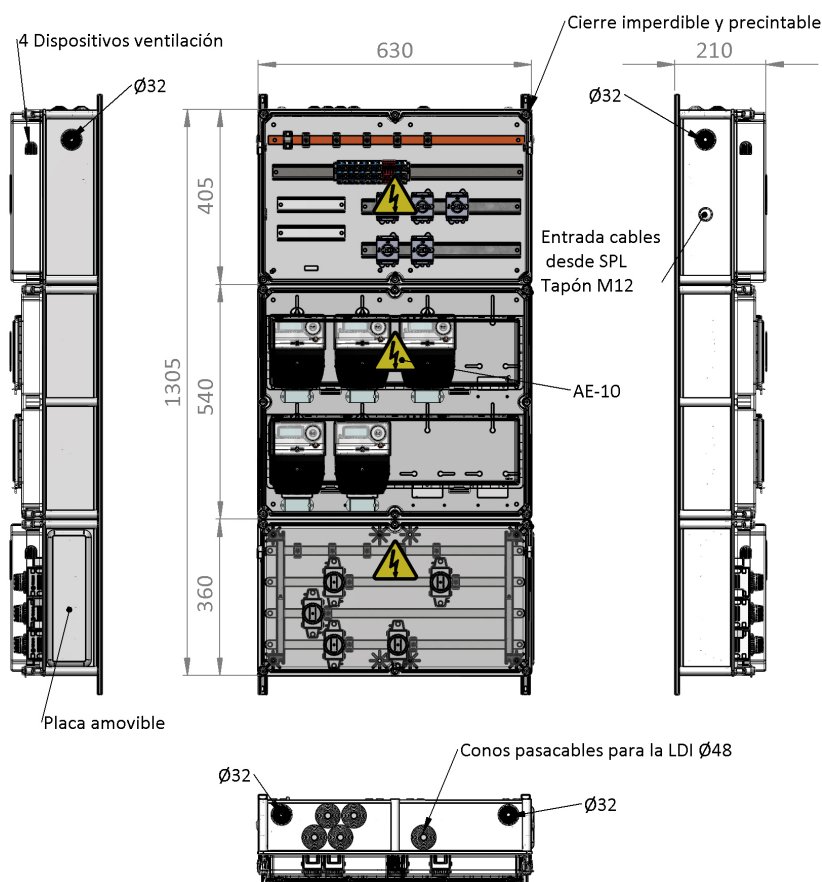 Cierre imperdible y precintable
4 Dispositivos ventilación
630
210
Ø32
Ø32
405
Entrada cables
desde SPL
Tapón M12
1305
540
AE-10
360
Placa amovible
Conos pasacables para la LDI Ø48
Ø32
Ø32